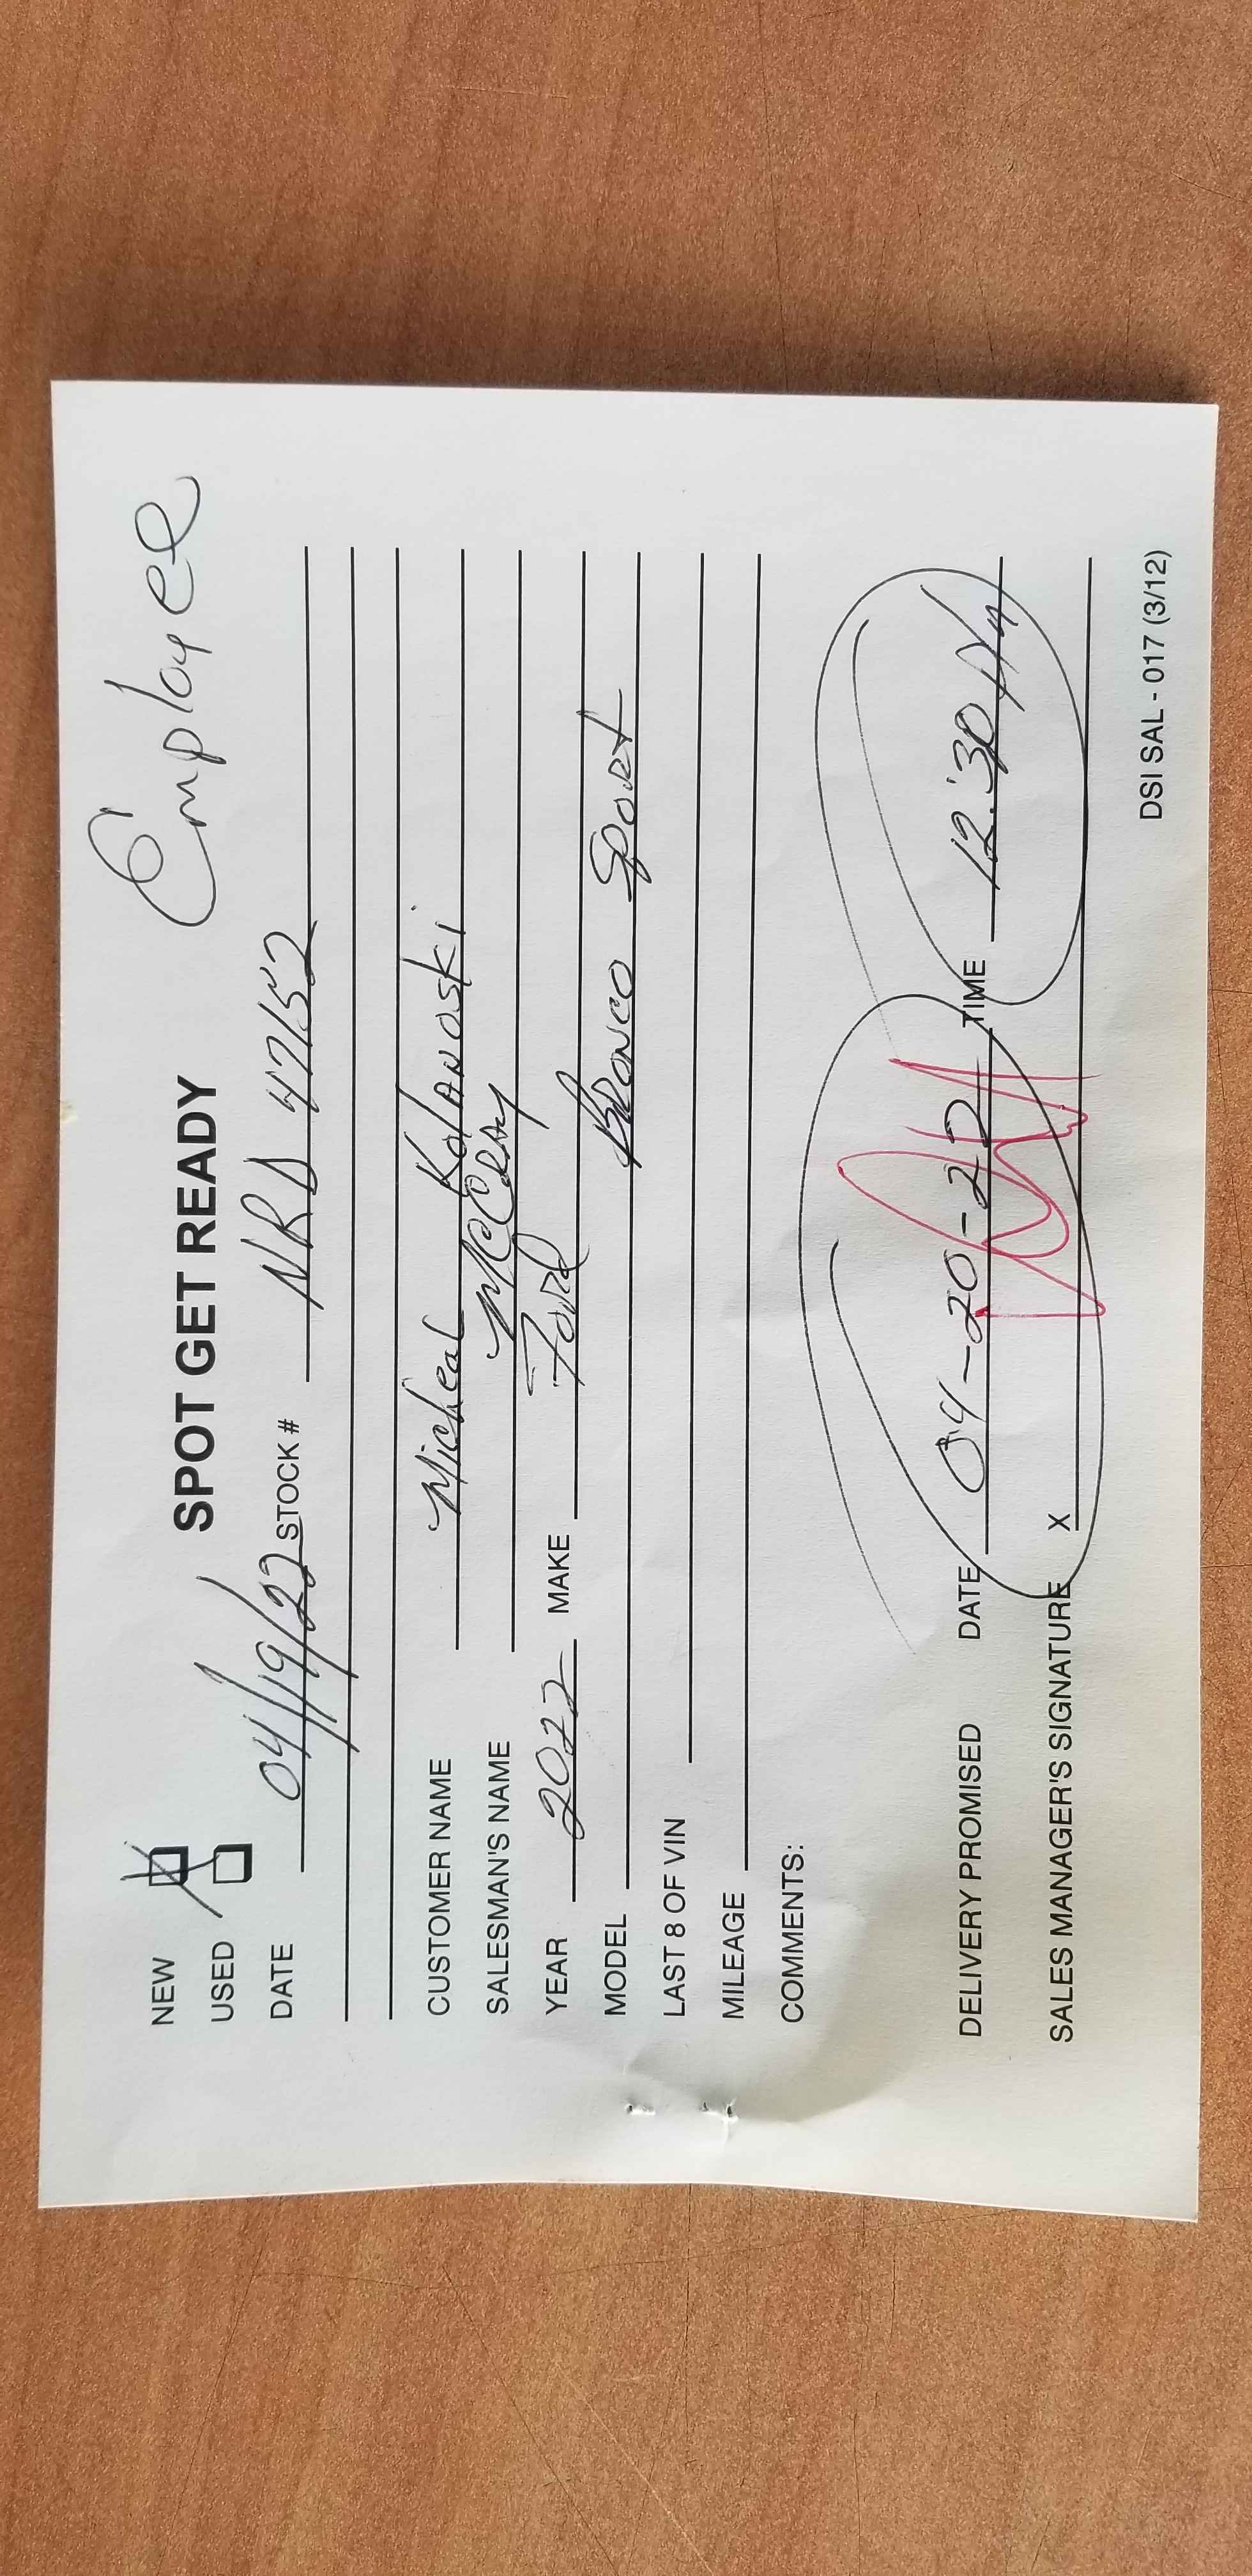 Employee
NEW
SPOT GET READY
USED
DATE 04/19/22 STOCK # NRD 47152
CUSTOMER NAME Micheal Kolanoski
SALESMAN'S NAME McCray
YEAR 2022 MAKE Ford
MODEL Bronco Sport
LAST 8 OF VIN
MILEAGE
COMMENTS:
DELIVERY PROMISED DATE 04-20-22 TIME 12:30 PM
SALES MANAGER'S SIGNATURE X
DSI SAL - 017 (3/12)